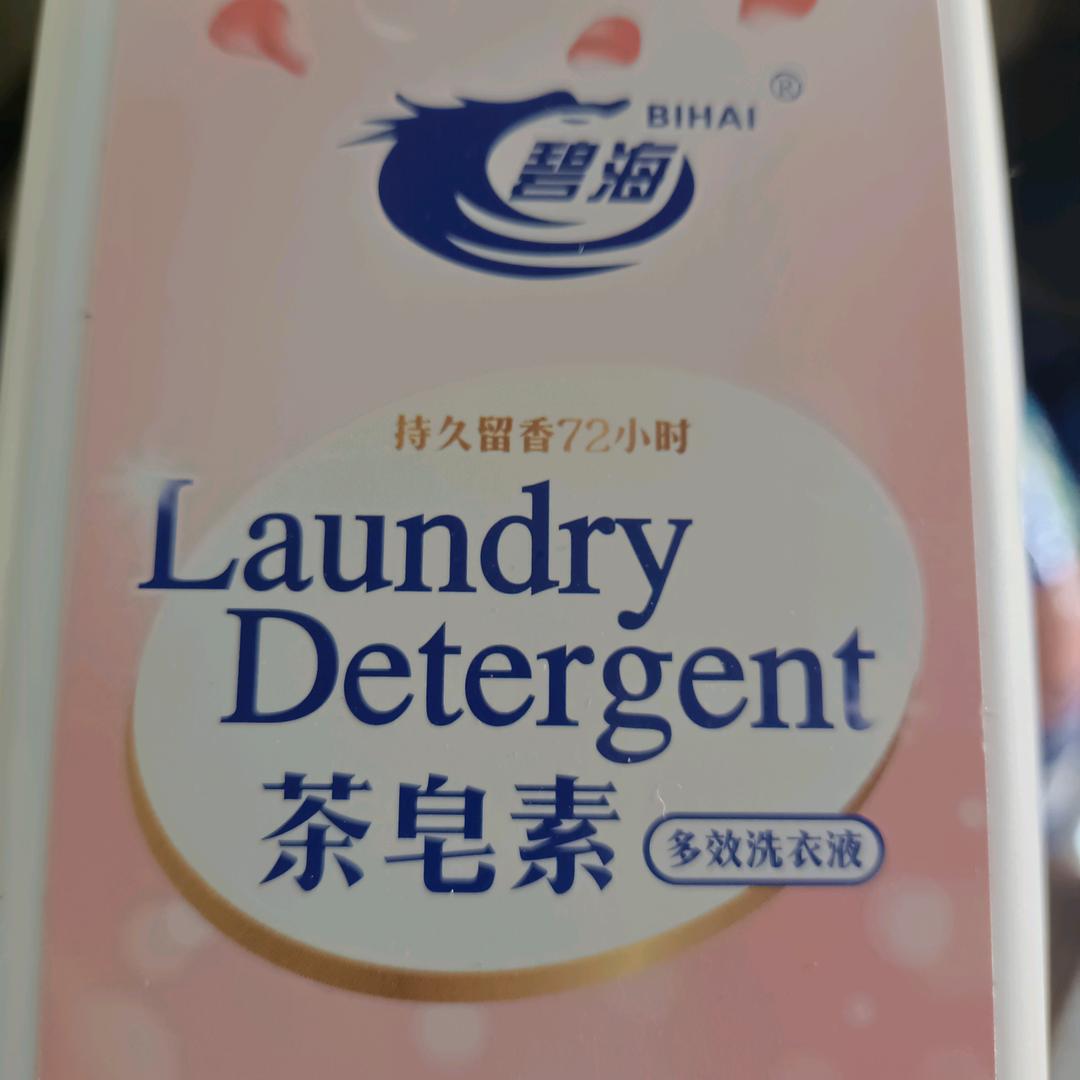 BIHAI ®
碧海
持久留香72小时
Laundry
Detergent
茶皂素
多效洗衣液